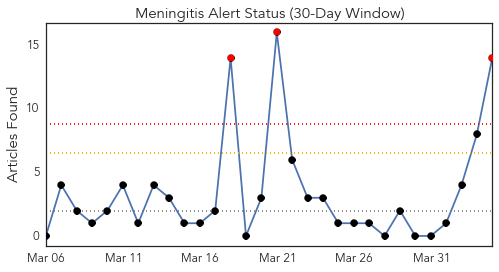 Meningitis Alert Status (30-Day Window)
Articles Found
15
10
5
0
Mar 06 Mar 11 Mar 16 Mar 21 Mar 26 Mar 31